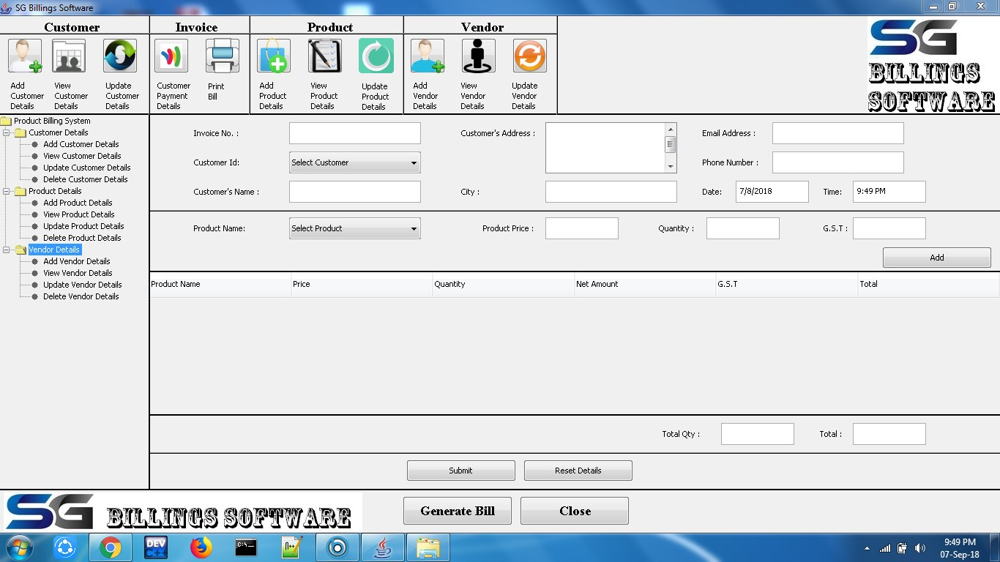 SG Billings Software
Customer
Invoice
Product
Vendor
Add Customer Details
View Customer Details
Update Customer Details
Customer Payment Details
Print Bill
Add Product Details
View Product Details
Update Product Details
Add Vendor Details
View Vendor Details
Update Vendor Details
SG
BILLINGS
SOFTWARE
Product Billing System
Customer Details
Add Customer Details
View Customer Details
Update Customer Details
Delete Customer Details
Product Details
Add Product Details
View Product Details
Update Product Details
Delete Product Details
Vendor Details
Add Vendor Details
View Vendor Details
Update Vendor Details
Delete Vendor Details
Invoice No. : Customer's Address : Email Address :
Customer Id: Select Customer Phone Number :
Customer's Name : City : Date: 7/8/2018 Time: 9:49 PM
Product Name: Select Product Product Price : Quantity : G.S.T :
Add
Product Name Price Quantity Net Amount G.S.T Total
Total Qty : Total :
Submit Reset Details
SG BILLINGS SOFTWARE
Generate Bill Close
DEV C++
C:\_
N++
9:49 PM
07-Sep-18